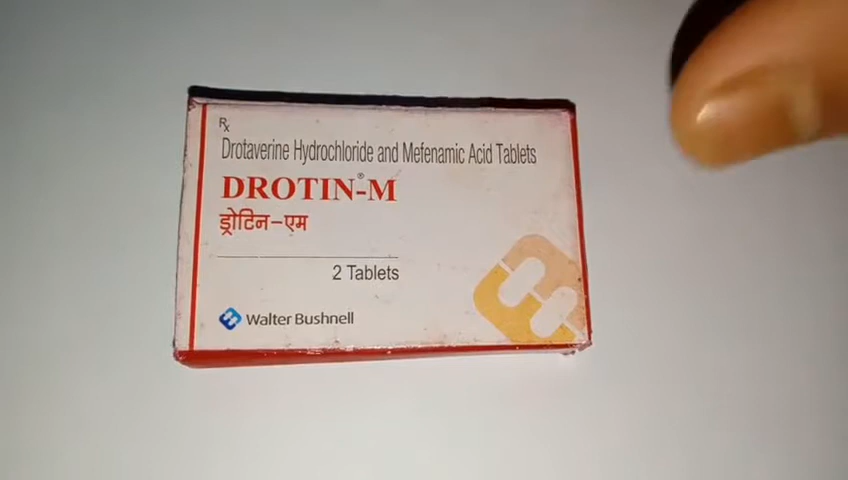 Rx
Drotaverine Hydrochloride and Mefenamic Acid Tablets
DROTIN®-M
ड्रोटिन-एम
2 Tablets
Walter Bushnell